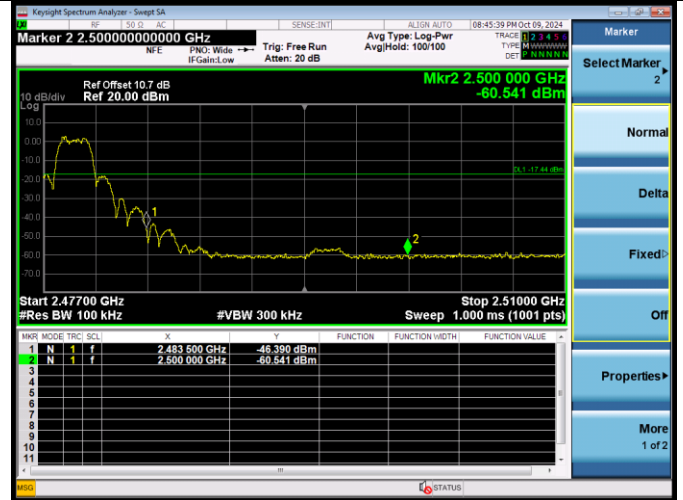 Keysight Spectrum Analyzer - Swept SA
RF 50 Ω AC SENSE:INT ALIGN AUTO 08:45:39 PM Oct 09, 2024
Marker 2 2.500000000000 GHz
NFE
PNO: Wide
IFGain:Low
Trig: Free Run
Atten: 20 dB
Avg Type: Log-Pwr
Avg|Hold: 100/100
TRACE 1 2 3 4 5 6
TYPE M W W W W W
DET P N N N N N
Ref Offset 10.7 dB
Ref 20.00 dBm
10 dB/div
Log
Mkr2 2.500 000 GHz
-60.541 dBm
10.0
0.00
-10.0
-20.0
-30.0
-40.0
-50.0
-60.0
-70.0
DL1 -17.44 dBm
1
2
Start 2.47700 GHz
Stop 2.51000 GHz
#Res BW 100 kHz
#VBW 300 kHz
Sweep 1.000 ms (1001 pts)
MKR MODE TRC SCL X Y FUNCTION FUNCTION WIDTH FUNCTION VALUE
1 N 1 f 2.483 500 GHz -46.390 dBm
2 N 1 f 2.500 000 GHz -60.541 dBm
3
4
5
6
7
8
9
10
11
MSG
STATUS
Marker
Select Marker
2
Normal
Delta
Fixed
Off
Properties
More
1 of 2